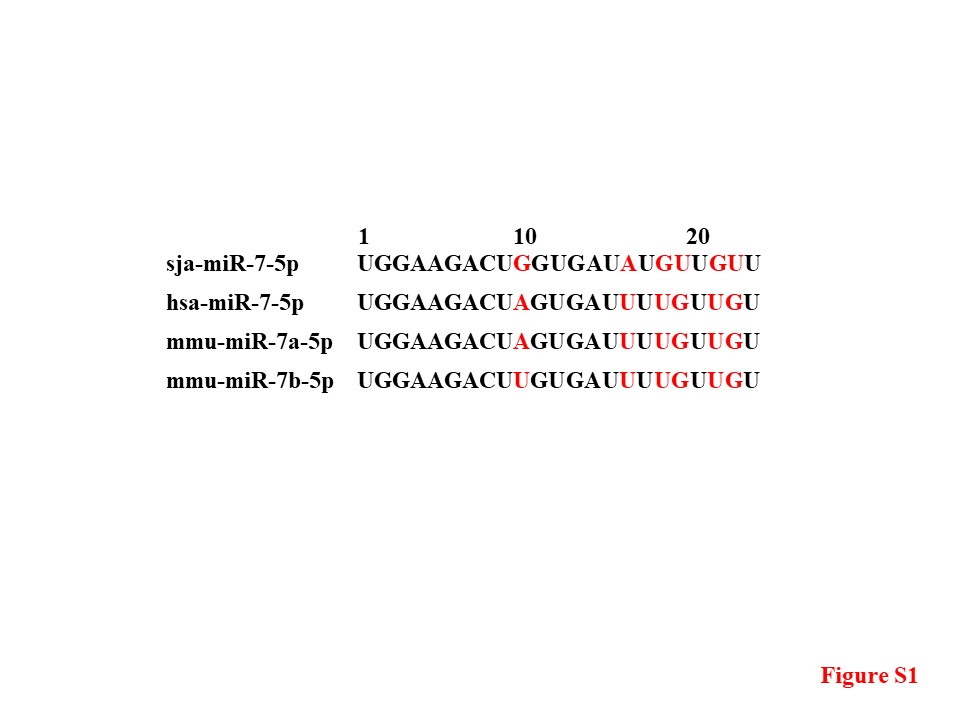 1 10 20
sja-miR-7-5p UGGAAGACUGGUGAUAUGUUGUU
hsa-miR-7-5p UGGAAGACUAGUGAUUUUGUUGU
mmu-miR-7a-5p UGGAAGACUAGUGAUUUUGUUGU
mmu-miR-7b-5p UGGAAGACUUGUGAUUUUGUUGU
Figure S1